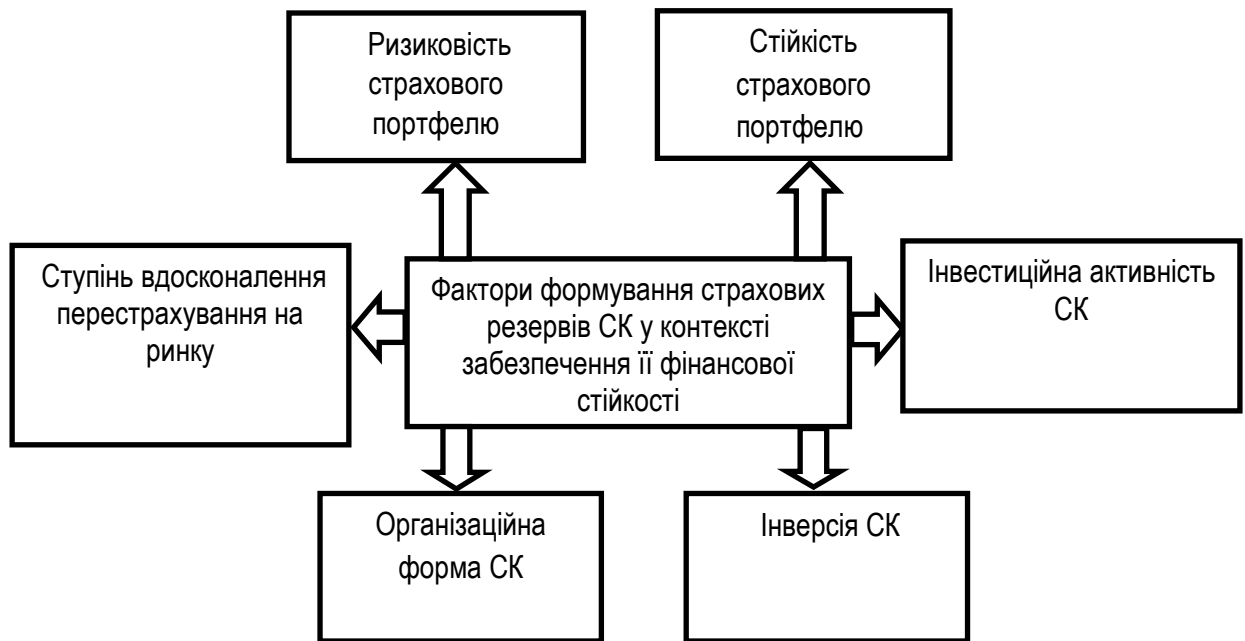 Ризиковість
страхового
портфелю
Стійкість
страхового
портфелю
Ступінь вдосконалення
перестрахування на
ринку
Фактори формування страхових
резервів СК у контексті
забезпечення її фінансової
стійкості
Інвестиційна активність
СК
Організаційна
форма СК
Інверсія СК